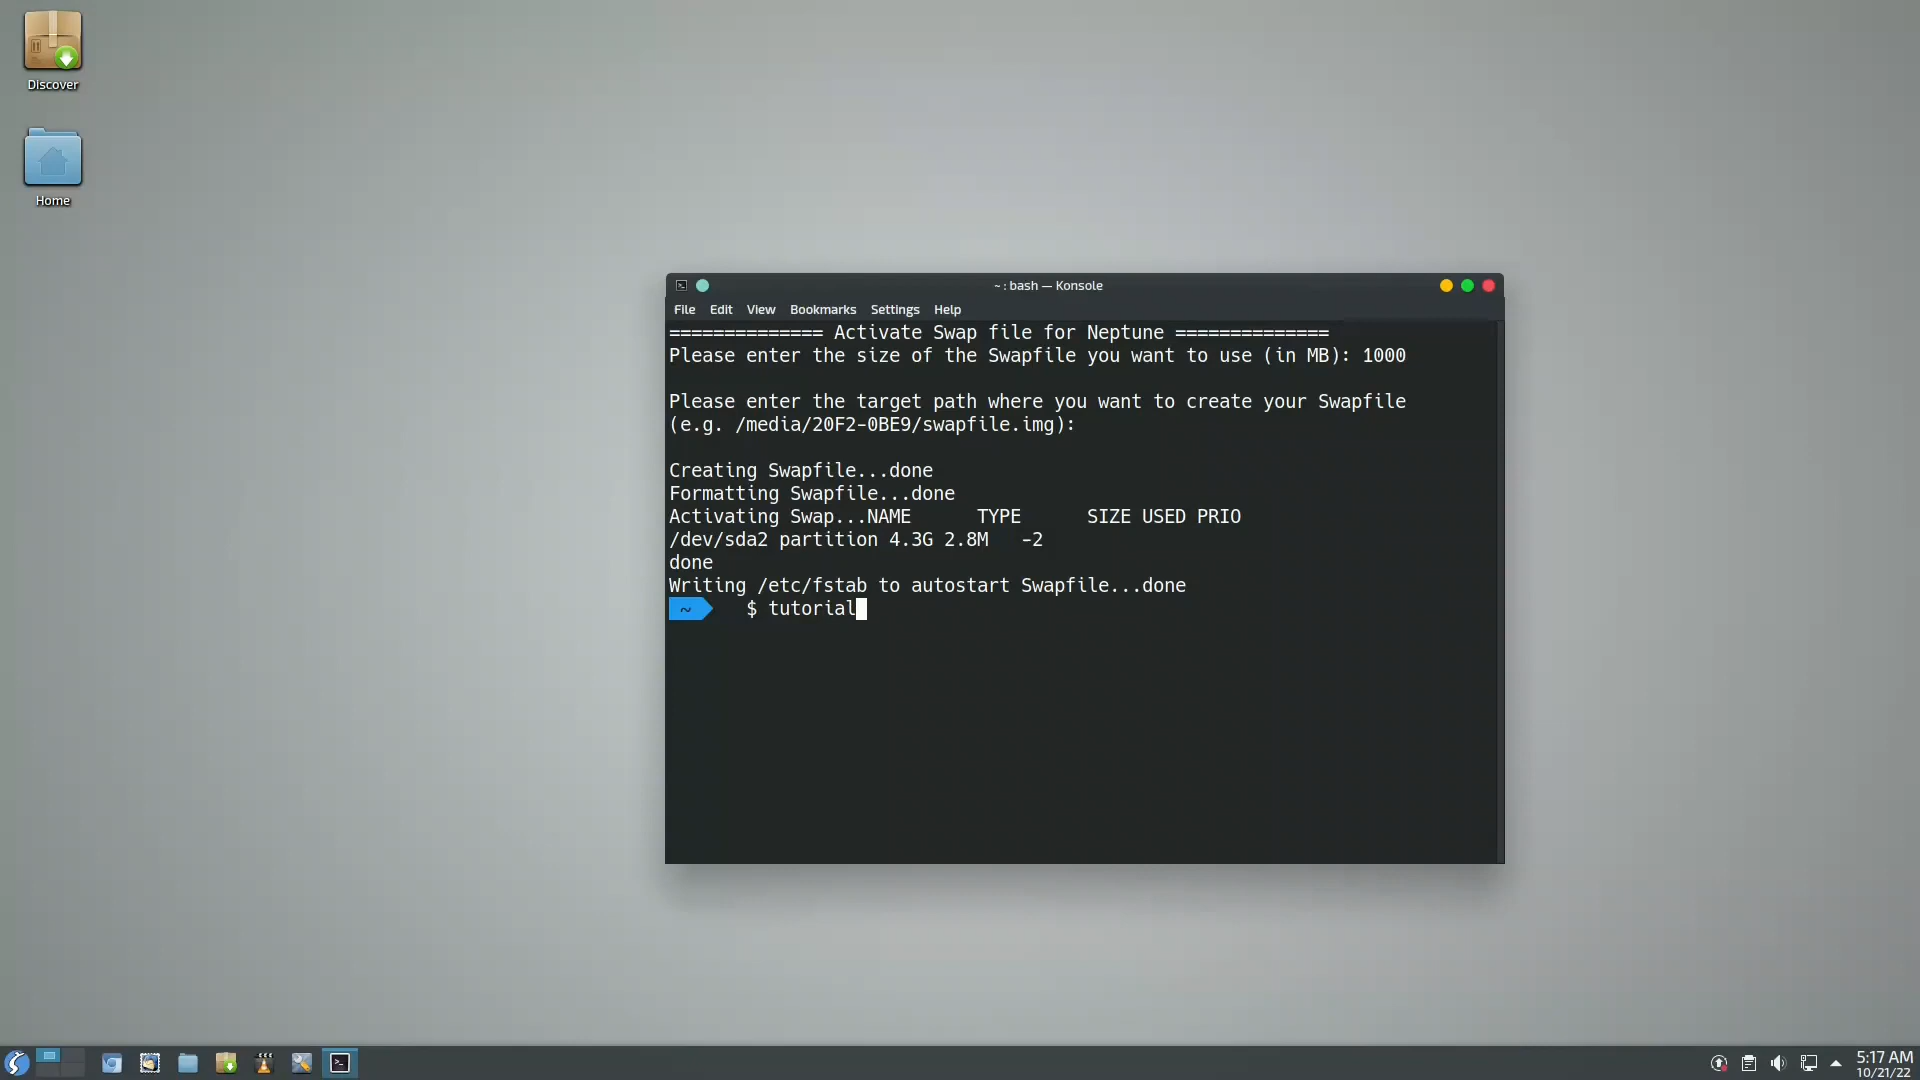 Discover
Home
~ : bash — Konsole
File Edit View Bookmarks Settings Help
============== Activate Swap file for Neptune ==============
Please enter the size of the Swapfile you want to use (in MB): 1000
Please enter the target path where you want to create your Swapfile
(e.g. /media/20F2-0BE9/swapfile.img):
Creating Swapfile...done
Formatting Swapfile...done
Activating Swap...NAME      TYPE      SIZE USED PRIO
/dev/sda2 partition 4.3G 2.8M   -2
done
Writing /etc/fstab to autostart Swapfile...done
~ $ tutorial
5:17 AM
10/21/22